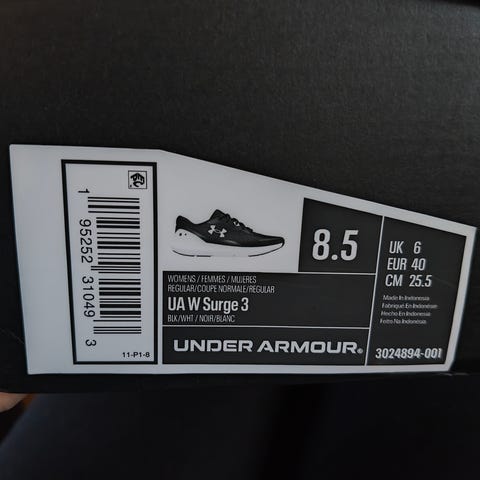 1 95252 31049 3
11-P1-8
WOMENS / FEMMES / MUJERES
REGULAR/COUPE NORMALE/REGULAR
UA W Surge 3
BLK/WHT / NOIR/BLANC
UNDER ARMOUR®
8.5
UK 6
EUR 40
CM 25.5
Made In Indonesia
Fabriqué En Indonésie
Hecho En Indonesia
Feito Na Indonésia
3024894-001